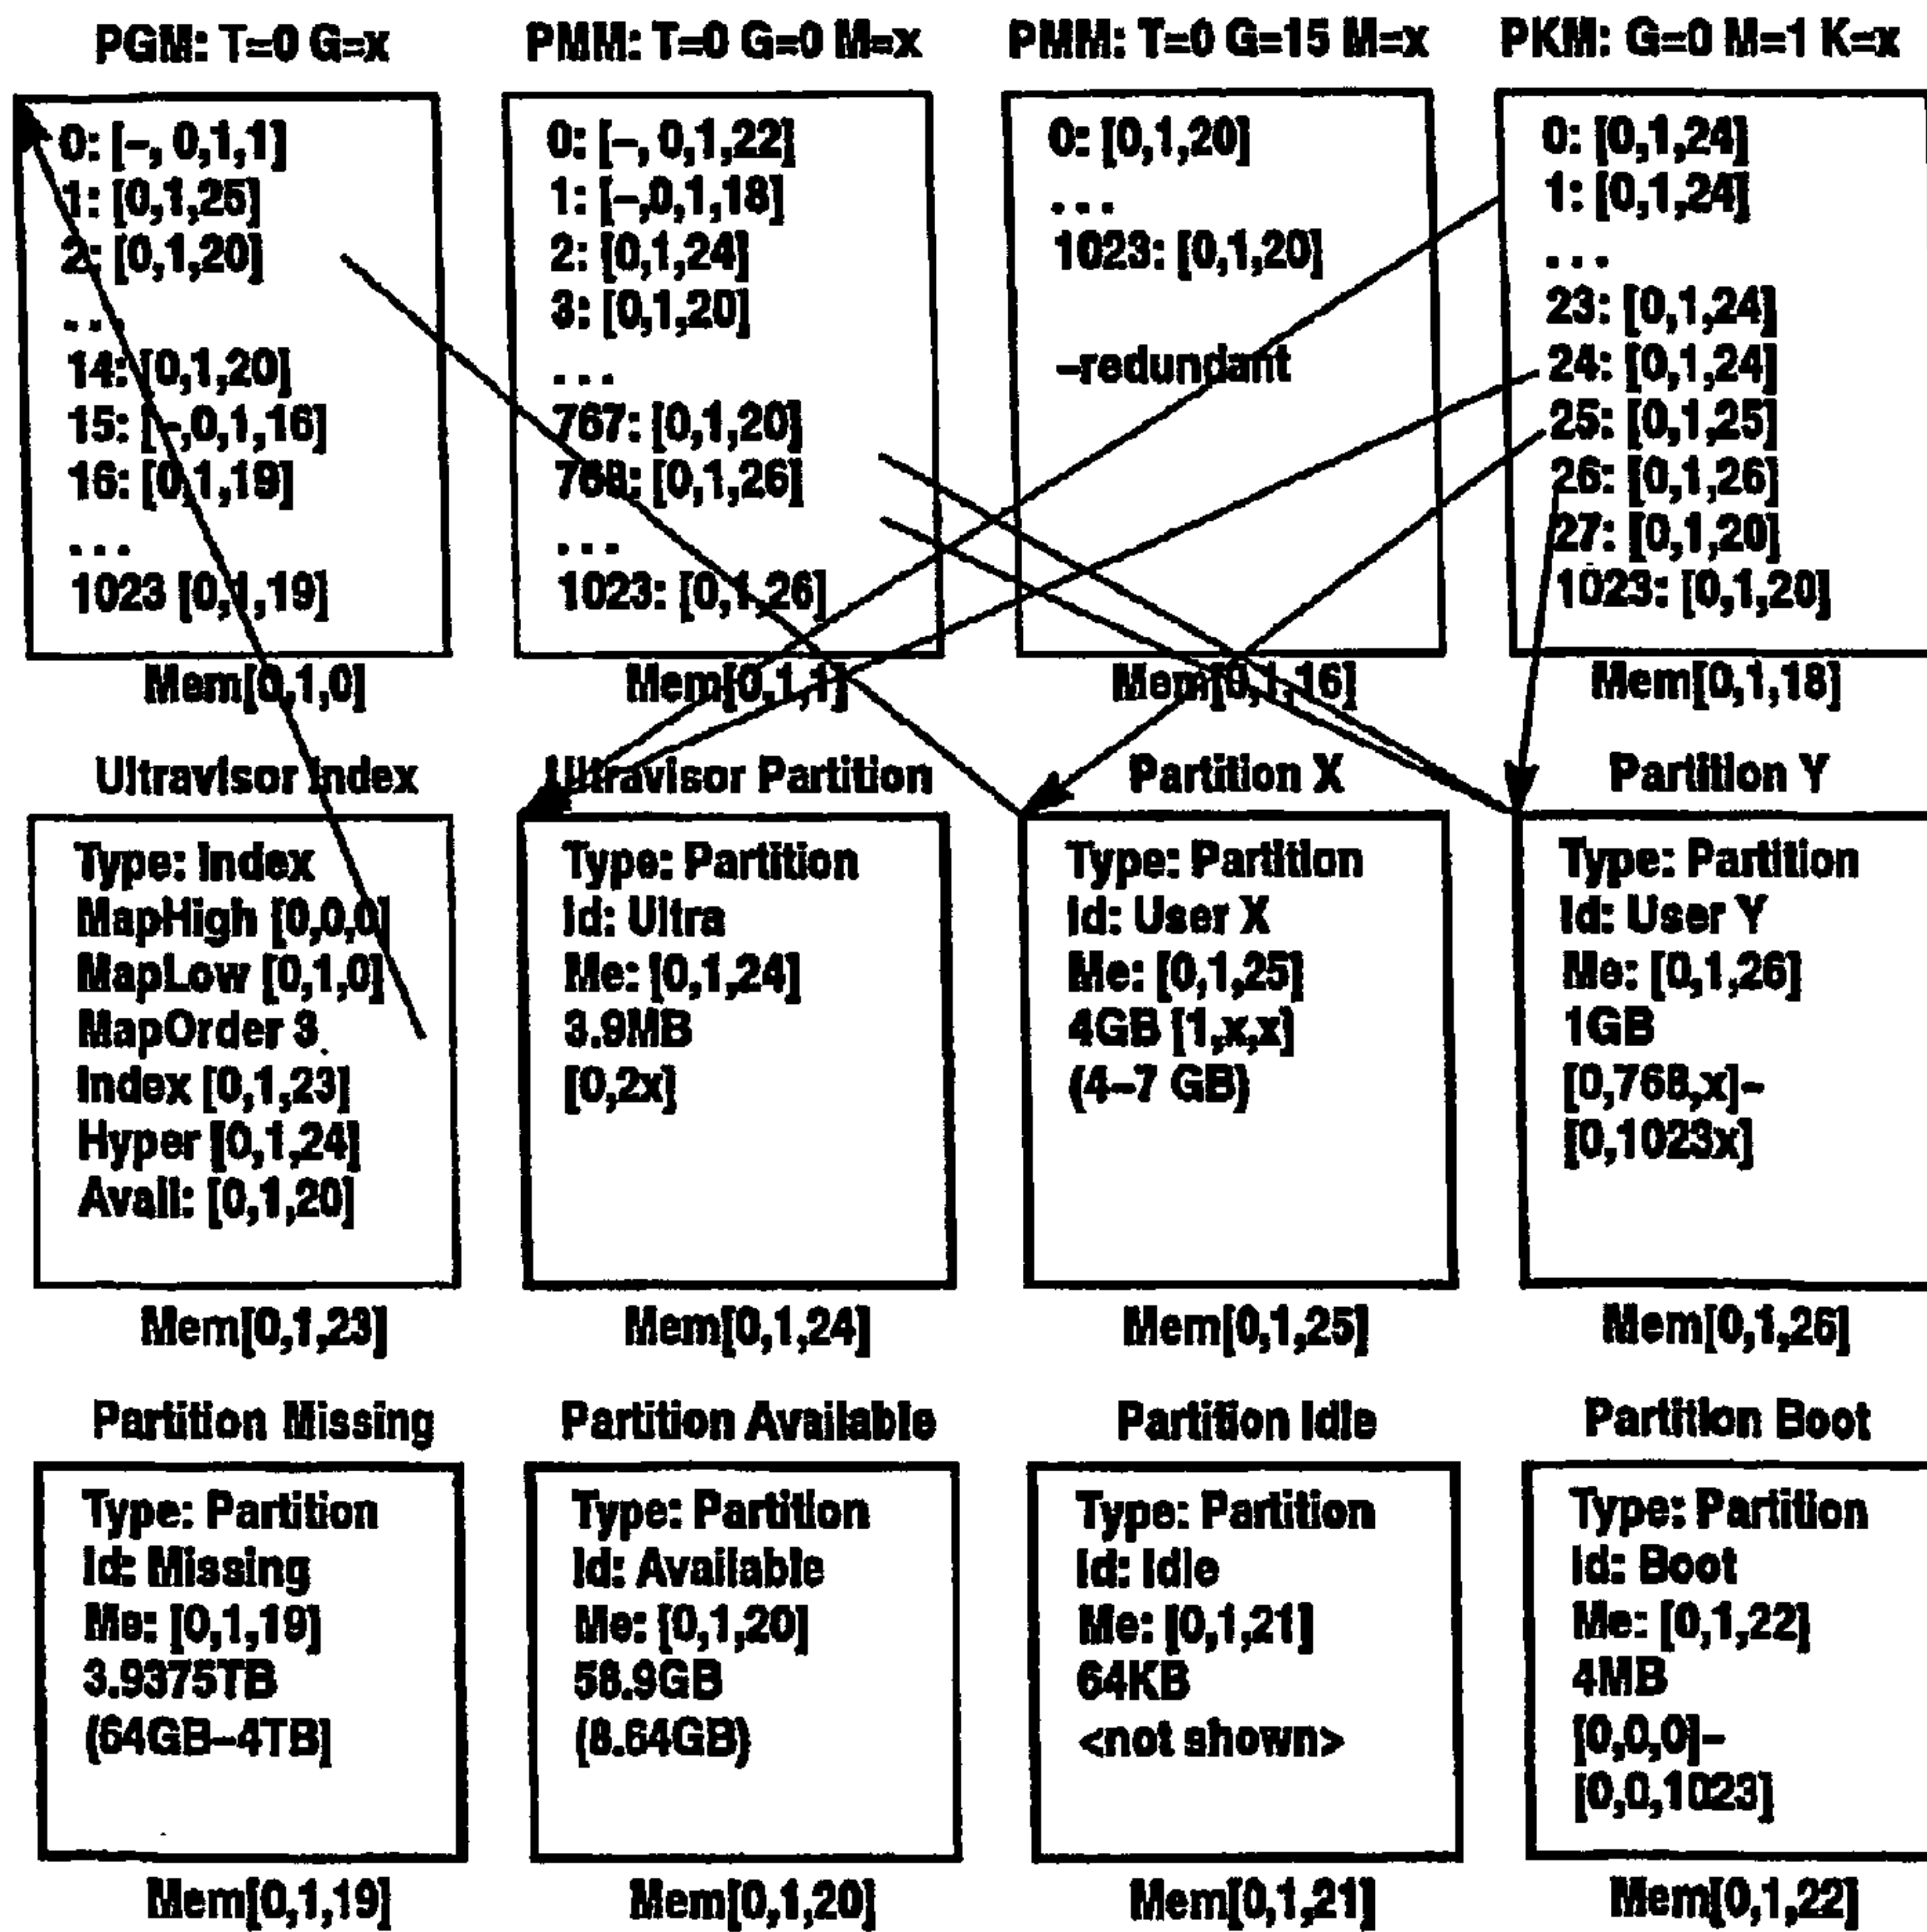 PGM: T=0 G=x
0: [–, 0,1,1]
1: [0,1,25]
2: [0,1,20]
...
14: [0,1,20]
15: [–,0,1,16]
16: [0,1,19]
...
1023 [0,1,19]
Mem[0,1,0]
PMM: T=0 G=0 M=x
0: [–, 0,1,22]
1: [–,0,1,18]
2: [0,1,24]
3: [0,1,20]
...
767: [0,1,20]
768: [0,1,26]
...
1023: [0,1,26]
Mem[0,1,1]
PMM: T=0 G=15 M=x
0: [0,1,20]
...
1023: [0,1,20]
–redundant
Mem[0,1,16]
PKM: G=0 M=1 K=x
0: [0,1,24]
1: [0,1,24]
...
23: [0,1,24]
24: [0,1,24]
25: [0,1,25]
26: [0,1,26]
27: [0,1,20]
1023: [0,1,20]
Mem[0,1,18]
Ultravisor Index
Type: Index
MapHigh [0,0,0]
MapLow [0,1,0]
MapOrder 3
Index [0,1,23]
Hyper [0,1,24]
Avail: [0,1,20]
Mem[0,1,23]
Ultravisor Partition
Type: Partition
Id: Ultra
Me: [0,1,24]
3.9MB
[0,2x]
Mem[0,1,24]
Partition X
Type: Partition
Id: User X
Me: [0,1,25]
4GB [1,x,x]
(4–7 GB)
Mem[0,1,25]
Partition Y
Type: Partition
Id: User Y
Me: [0,1,26]
1GB
[0,768,x]–
[0,1023x]
Mem[0,1,26]
Partition Missing
Type: Partition
Id: Missing
Me: [0,1,19]
3.9375TB
(64GB–4TB]
Mem[0,1,19]
Partition Available
Type: Partition
Id: Available
Me: [0,1,20]
58.9GB
(8.64GB)
Mem[0,1,20]
Partition Idle
Type: Partition
Id: Idle
Me: [0,1,21]
64KB
<not shown>
Mem[0,1,21]
Partition Boot
Type: Partition
Id: Boot
Me: [0,1,22]
4MB
[0,0,0]–
[0,0,1023]
Mem[0,1,22]